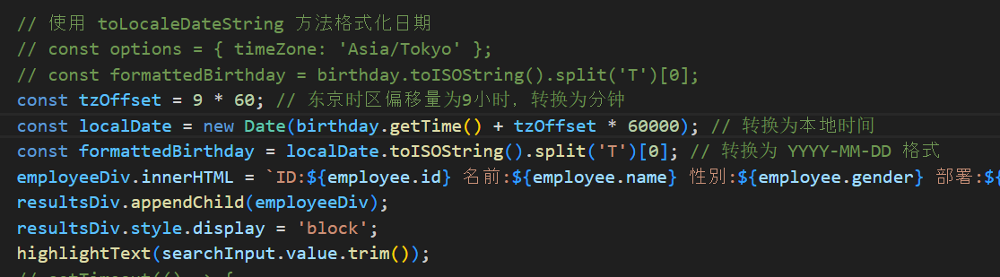 // 使用 toLocaleDateString 方法格式化日期
// const options = { timeZone: 'Asia/Tokyo' };
// const formattedBirthday = birthday.toISOString().split('T')[0];
const tzOffset = 9 * 60; // 东京时区偏移量为9小时，转换为分钟
const localDate = new Date(birthday.getTime() + tzOffset * 60000); // 转换为本地时间
const formattedBirthday = localDate.toISOString().split('T')[0]; // 转换为 YYYY-MM-DD 格式
employeeDiv.innerHTML = `ID:${employee.id} 名前:${employee.name} 性別:${employee.gender} 部署:$
resultsDiv.appendChild(employeeDiv);
resultsDiv.style.display = 'block';
highlightText(searchInput.value.trim());